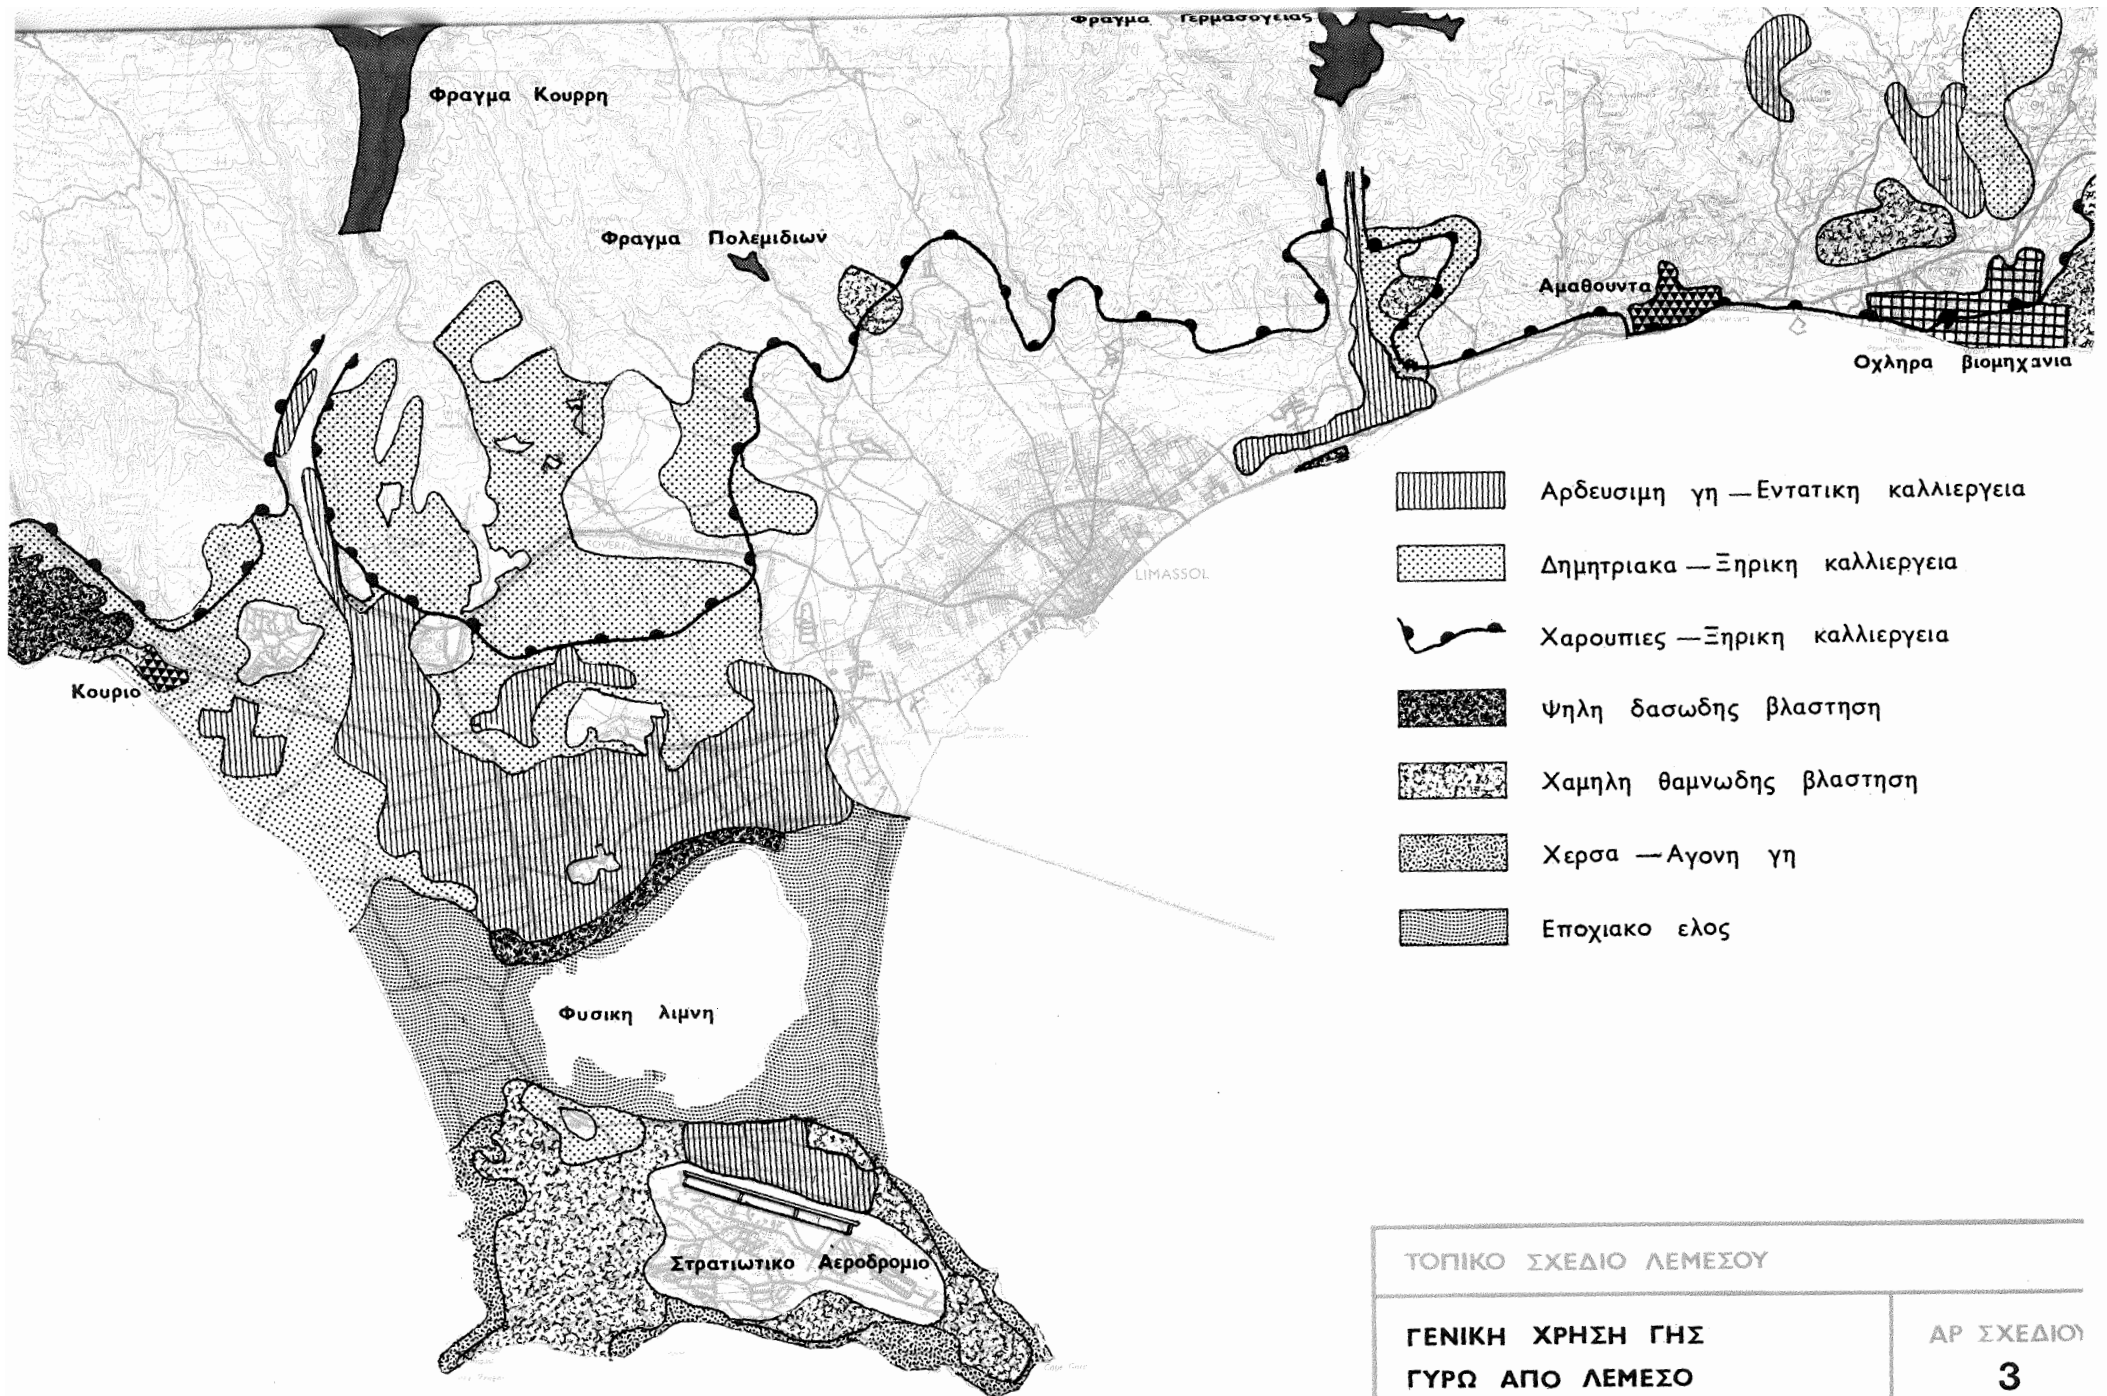 Φραγμα Γερμασογειας
Φραγμα Κουρρη
Φραγμα Πολεμιδιων
Αμαθουντα
Οχληρα βιομηχανια
Αρδευσιμη γη — Εντατικη καλλιεργεια
Δημητριακα — Ξηρικη καλλιεργεια
REPUBLIC
LIMASSOL
Χαρουπιες — Ξηρικη καλλιεργεια
Κουριο
Ψηλη δασωδης βλαστηση
Χαμηλη θαμνωδης βλαστηση
Χερσα — Αγονη γη
Εποχιακο ελος
Φυσικη λιμνη
Στρατιωτικο Αεροδρομιο
ΤΟΠΙΚΟ ΣΧΕΔΙΟ ΛΕΜΕΣΟΥ
ΓΕΝΙΚΗ ΧΡΗΣΗ ΓΗΣ
ΓΥΡΩ ΑΠΟ ΛΕΜΕΣΟ
ΑΡ ΣΧΕΔΙΟΥ
3